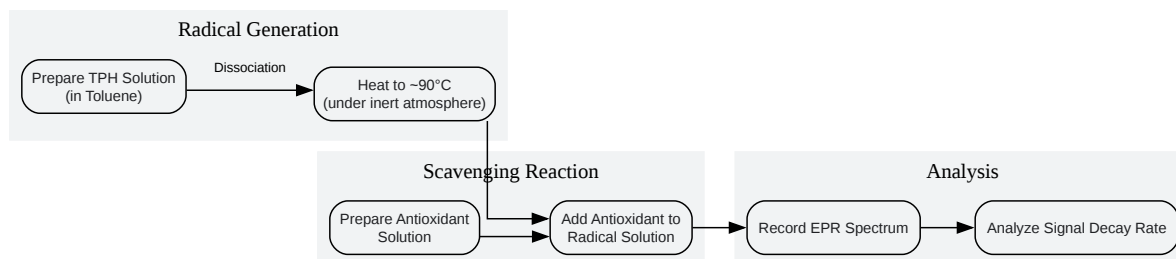 Radical Generation
Prepare TPH Solution
(in Toluene)
Dissociation
Heat to ~90°C
(under inert atmosphere)
Scavenging Reaction
Prepare Antioxidant
Solution
Add Antioxidant to
Radical Solution
Analysis
Record EPR Spectrum
Analyze Signal Decay Rate